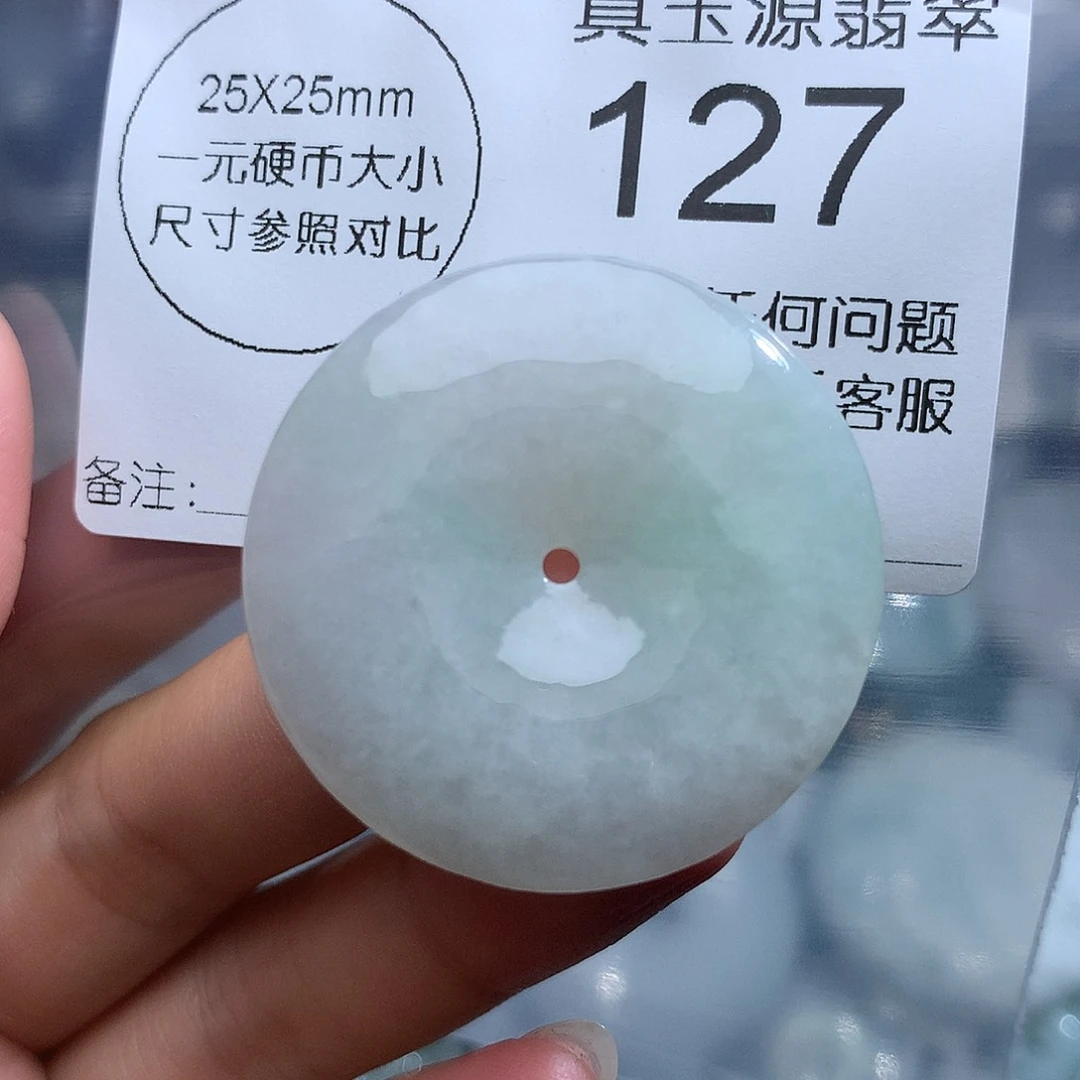 25X25mm
一元硬币大小
尺寸参照对比
真玉源翡翠
127
任何问题
客服
备注: